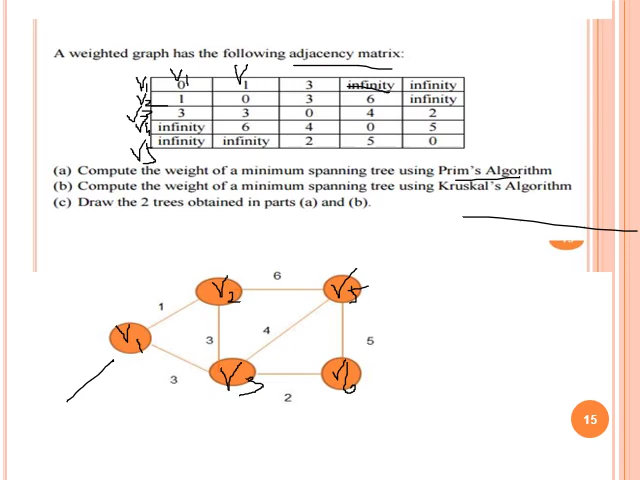 A weighted graph has the following adjacency matrix:
V1 V
V1 0 1 3 infinity infinity
V2 1 0 3 6 infinity
3 3 0 4 2
infinity 6 4 0 5
V5 infinity infinity 2 5 0
(a) Compute the weight of a minimum spanning tree using Prim's Algorithm
(b) Compute the weight of a minimum spanning tree using Kruskal's Algorithm
(c) Draw the 2 trees obtained in parts (a) and (b).
6
V2
1
3
4
5
V1
V3
3
2
15